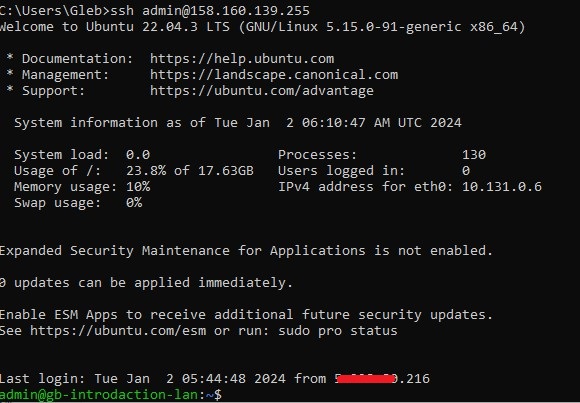 C:\Users\Gleb>ssh admin@158.160.139.255
Welcome to Ubuntu 22.04.3 LTS (GNU/Linux 5.15.0-91-generic x86_64)
* Documentation:  https://help.ubuntu.com
* Management:     https://landscape.canonical.com
* Support:        https://ubuntu.com/advantage
System information as of Tue Jan  2 06:10:47 AM UTC 2024
System load:  0.0                Processes:             130
Usage of /:   23.8% of 17.63GB   Users logged in:       0
Memory usage: 10%                IPv4 address for eth0: 10.131.0.6
Swap usage:   0%
Expanded Security Maintenance for Applications is not enabled.
0 updates can be applied immediately.
Enable ESM Apps to receive additional future security updates.
See https://ubuntu.com/esm or run: sudo pro status
Last login: Tue Jan  2 05:44:48 2024 from .216
admin@gb-introdaction-lan:~$